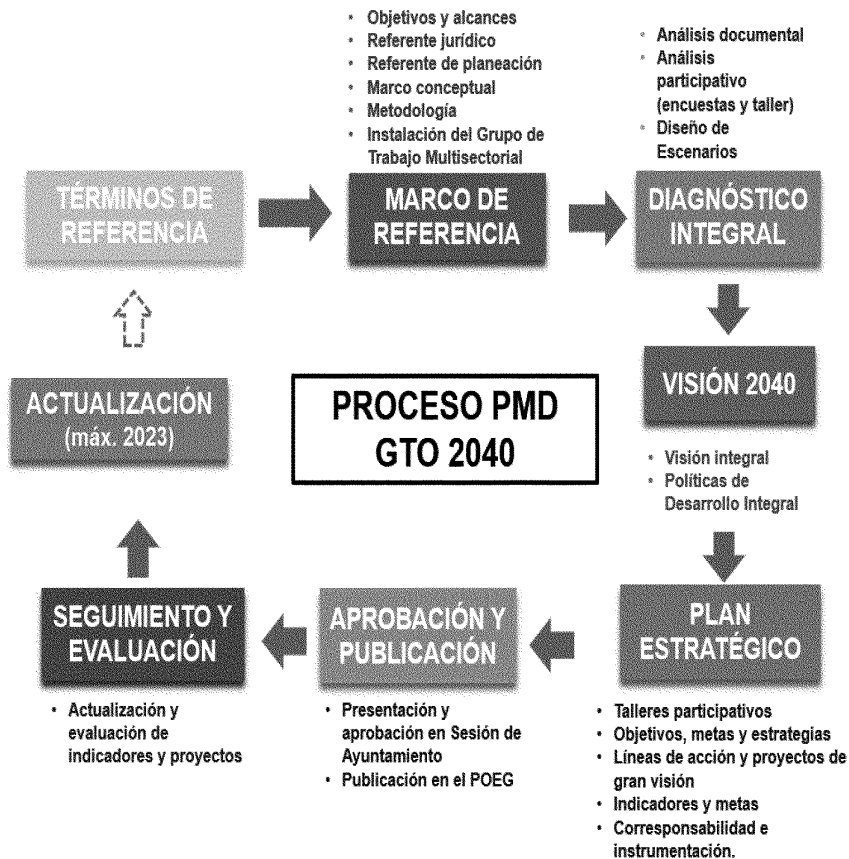 • Objetivos y alcances
• Referente jurídico
• Referente de planeación
• Marco conceptual
• Metodología
• Instalación del Grupo de
Trabajo Multisectorial
• Análisis documental
• Análisis
participativo
(encuestas y taller)
• Diseño de
Escenarios
TÉRMINOS DE
REFERENCIA
MARCO DE
REFERENCIA
DIAGNÓSTICO
INTEGRAL
VISIÓN 2040
• Visión integral
• Políticas de
Desarrollo Integral
PROCESO PMD
GTO 2040
ACTUALIZACIÓN
(máx. 2023)
SEGUIMIENTO Y
EVALUACIÓN
• Actualización y
evaluación de
indicadores y proyectos
APROBACIÓN Y
PUBLICACIÓN
• Presentación y
aprobación en Sesión de
Ayuntamiento
• Publicación en el POEG
PLAN
ESTRATÉGICO
• Talleres participativos
• Objetivos, metas y estrategias
• Líneas de acción y proyectos de
gran visión
• Indicadores y metas
• Corresponsabilidad e
instrumentación.